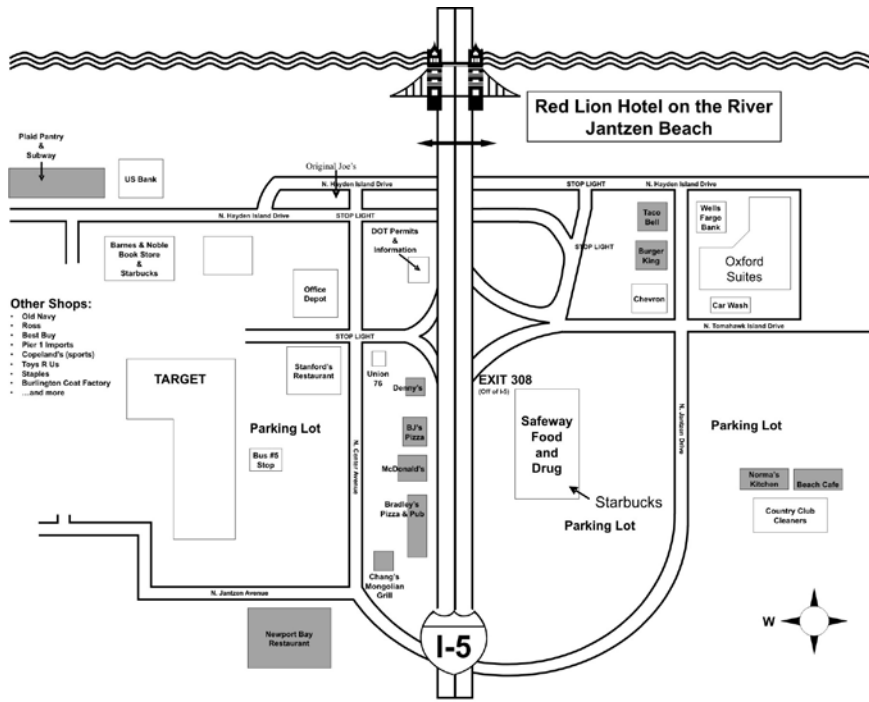 Red Lion Hotel on the River
Jantzen Beach
Plaid Pantry
&
Subway
US Bank
Original Joe's
N. Hayden Island Drive
STOP LIGHT
N. Hayden Island Drive
N. Hayden Island Drive
STOP LIGHT
Taco
Bell
Wells
Fargo
Bank
DOT Permits
&
Information
STOP LIGHT
Barnes & Noble
Book Store
&
Starbucks
Burger
King
Oxford
Suites
Office
Depot
Chevron
Car Wash
Other Shops:
• Old Navy
• Ross
• Best Buy
• Pier 1 Imports
• Copeland's (sports)
• Toys R Us
• Staples
• Burlington Coat Factory
• ...and more
STOP LIGHT
N. Tomahawk Island Drive
TARGET
Stanford's
Restaurant
Union
76
Denny's
EXIT 308
(Off of I-5)
Safeway
Food
and
Drug
Starbucks
Parking Lot
N. Jantzen Drive
Parking Lot
Parking Lot
Bus #5
Stop
N. Center Avenue
BJ's
Pizza
McDonald's
Bradley's
Pizza & Pub
Chang's
Mongolian
Grill
Norma's
Kitchen
Beach Cafe
Country Club
Cleaners
N. Jantzen Avenue
Newport Bay
Restaurant
I-5
W